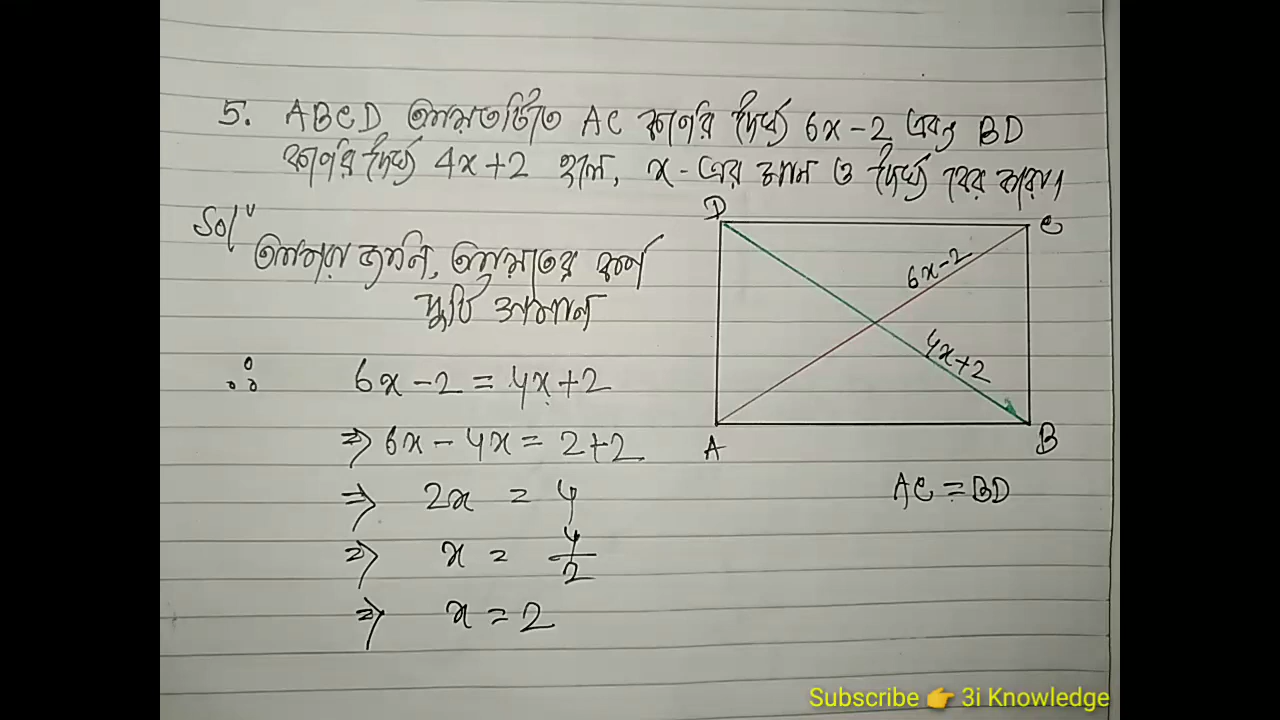 5. ABCD আয়তটিতে AC কর্ণের দৈর্ঘ্য 6x-2 এবং BD
কর্ণের দৈর্ঘ্য 4x+2 হলে, x-এর মান ও দৈর্ঘ্য বের করো।
Solⁿ
আমরা জানি, আয়তের কর্ণ
দুটি সমান
∴ 6x-2 = 4x+2
⇒ 6x-4x = 2+2
⇒ 2x = 4
⇒ x = 4/2
⇒ x = 2
D
C
6x-2
4x+2
A
B
AC = BD
Subscribe 👉 3i Knowledge